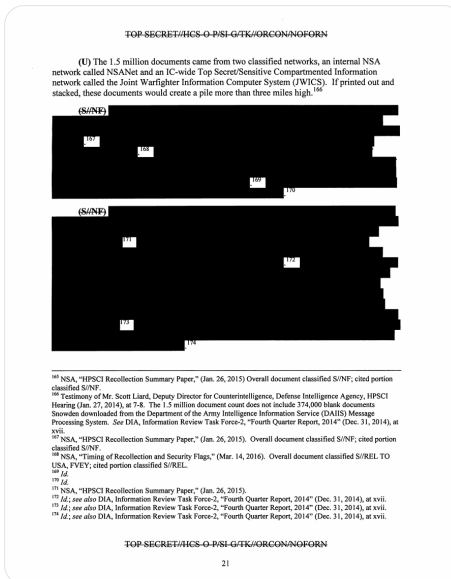 TOP SECRET//HCS-O-P/SI-G/TK//ORCON/NOFORN
(U) The 1.5 million documents came from two classified networks, an internal NSA
network called NSANet and an IC-wide Top Secret/Sensitive Compartmented Information
network called the Joint Warfighter Information Computer System (JWICS). If printed out and
stacked, these documents would create a pile more than three miles high.166
(S//NF)
167
168
169
170
(S//NF)
171
172
173
174
165 NSA, “HPSCI Recollection Summary Paper,” (Jan. 26, 2015) Overall document classified S//NF; cited portion
classified S//NF.
166 Testimony of Mr. Scott Liard, Deputy Director for Counterintelligence, Defense Intelligence Agency, HPSCI
Hearing (Jan. 27, 2014), at 7-8. The 1.5 million document count does not include 374,000 blank documents
Snowden downloaded from the Department of the Army Intelligence Information Service (DAIIS) Message
Processing System. See DIA, Information Review Task Force-2, “Fourth Quarter Report, 2014” (Dec. 31, 2014), at
xvii.
167 NSA, “HPSCI Recollection Summary Paper,” (Jan. 26, 2015). Overall document classified S//NF; cited portion
classified S//NF.
168 NSA, “Timing of Recollection and Security Flags,” (Mar. 14, 2016). Overall document classified S//REL TO
USA, FVEY; cited portion classified S//REL.
169 Id.
170 Id.
171 NSA, “HPSCI Recollection Summary Paper,” (Jan. 26, 2015).
172 Id.; see also DIA, Information Review Task Force-2, “Fourth Quarter Report, 2014” (Dec. 31, 2014), at xvii.
173 Id.; see also DIA, Information Review Task Force-2, “Fourth Quarter Report, 2014” (Dec. 31, 2014), at xvii.
174 Id.; see also DIA, Information Review Task Force-2, “Fourth Quarter Report, 2014” (Dec. 31, 2014), at xvii.
TOP SECRET//HCS-O-P/SI-G/TK//ORCON/NOFORN
21